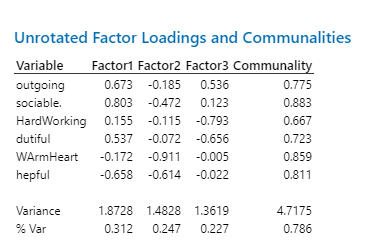 Unrotated Factor Loadings and Communalities
Variable Factor1 Factor2 Factor3 Communality
outgoing 0.673 -0.185 0.536 0.775
sociable. 0.803 -0.472 0.123 0.883
HardWorking 0.155 -0.115 -0.793 0.667
dutiful 0.537 -0.072 -0.656 0.723
WArmHeart -0.172 -0.911 -0.005 0.859
hepful -0.658 -0.614 -0.022 0.811
Variance 1.8728 1.4828 1.3619 4.7175
% Var 0.312 0.247 0.227 0.786